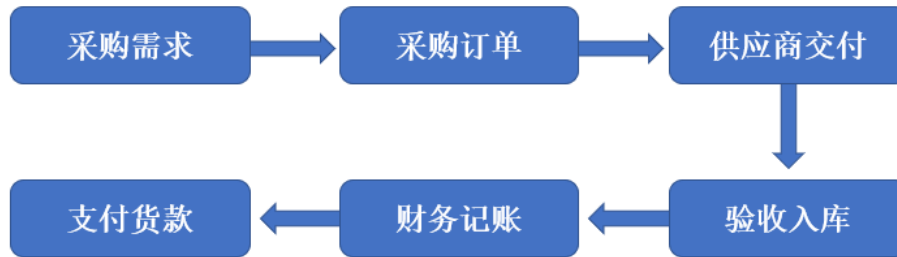 采购需求
采购订单
供应商交付
验收入库
财务记账
支付货款